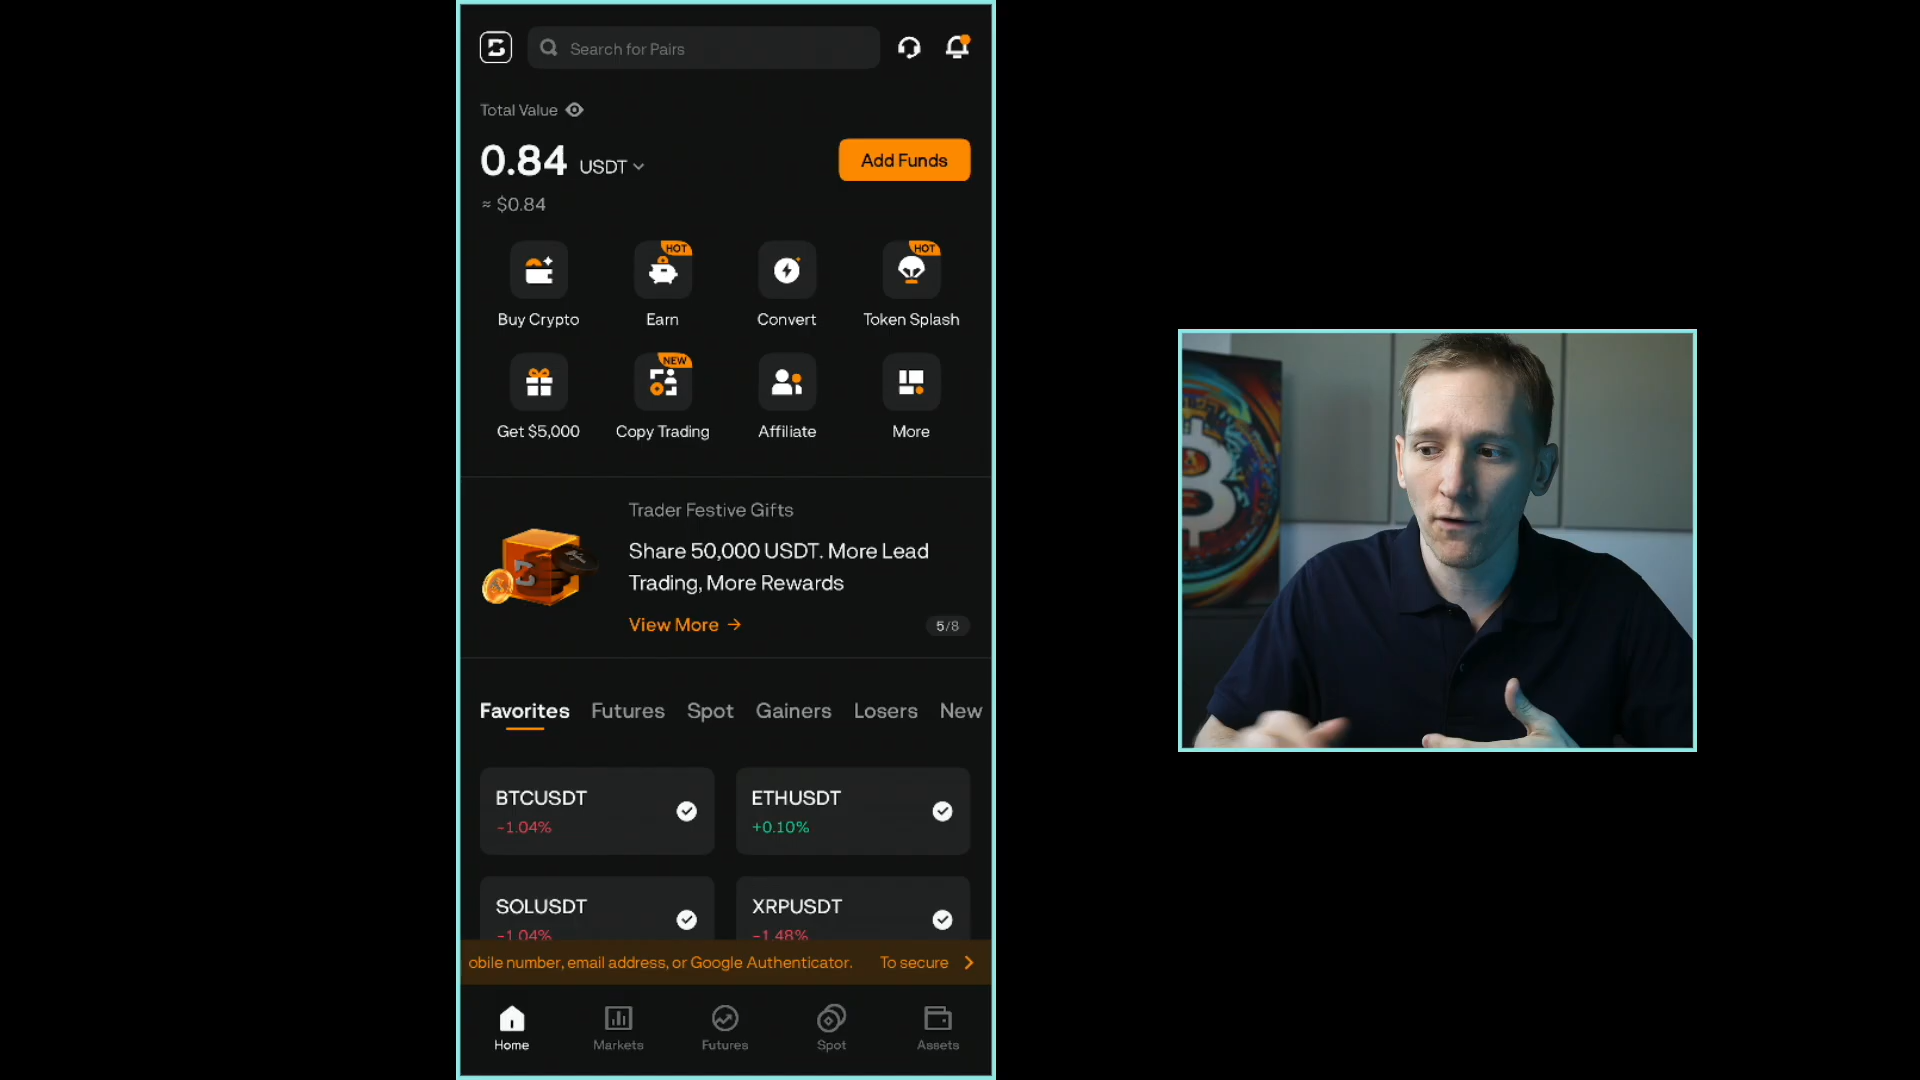 Search for Pairs
Total Value
0.84 USDT
Add Funds
≈ $0.84
HOT
HOT
Buy Crypto
Earn
Convert
Token Splash
NEW
Get $5,000
Copy Trading
Affiliate
More
Trader Festive Gifts
Share 50,000 USDT. More Lead
Trading, More Rewards
View More →
5/8
Favorites Futures Spot Gainers Losers New
BTCUSDT
-1.04%
ETHUSDT
+0.10%
SOLUSDT
-1.04%
XRPUSDT
-1.48%
obile number, email address, or Google Authenticator. To secure >
Home
Markets
Futures
Spot
Assets